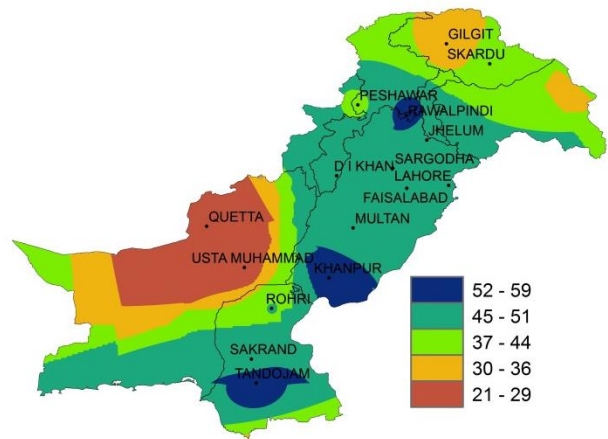 GILGIT
SKARDU
PESHAWAR
RAWALPINDI
JHELUM
D I KHAN
SARGODHA
LAHORE
FAISALABAD
MULTAN
QUETTA
USTA MUHAMMAD
KHANPUR
ROHRI
SAKRAND
TANDOJAM
52 - 59
45 - 51
37 - 44
30 - 36
21 - 29